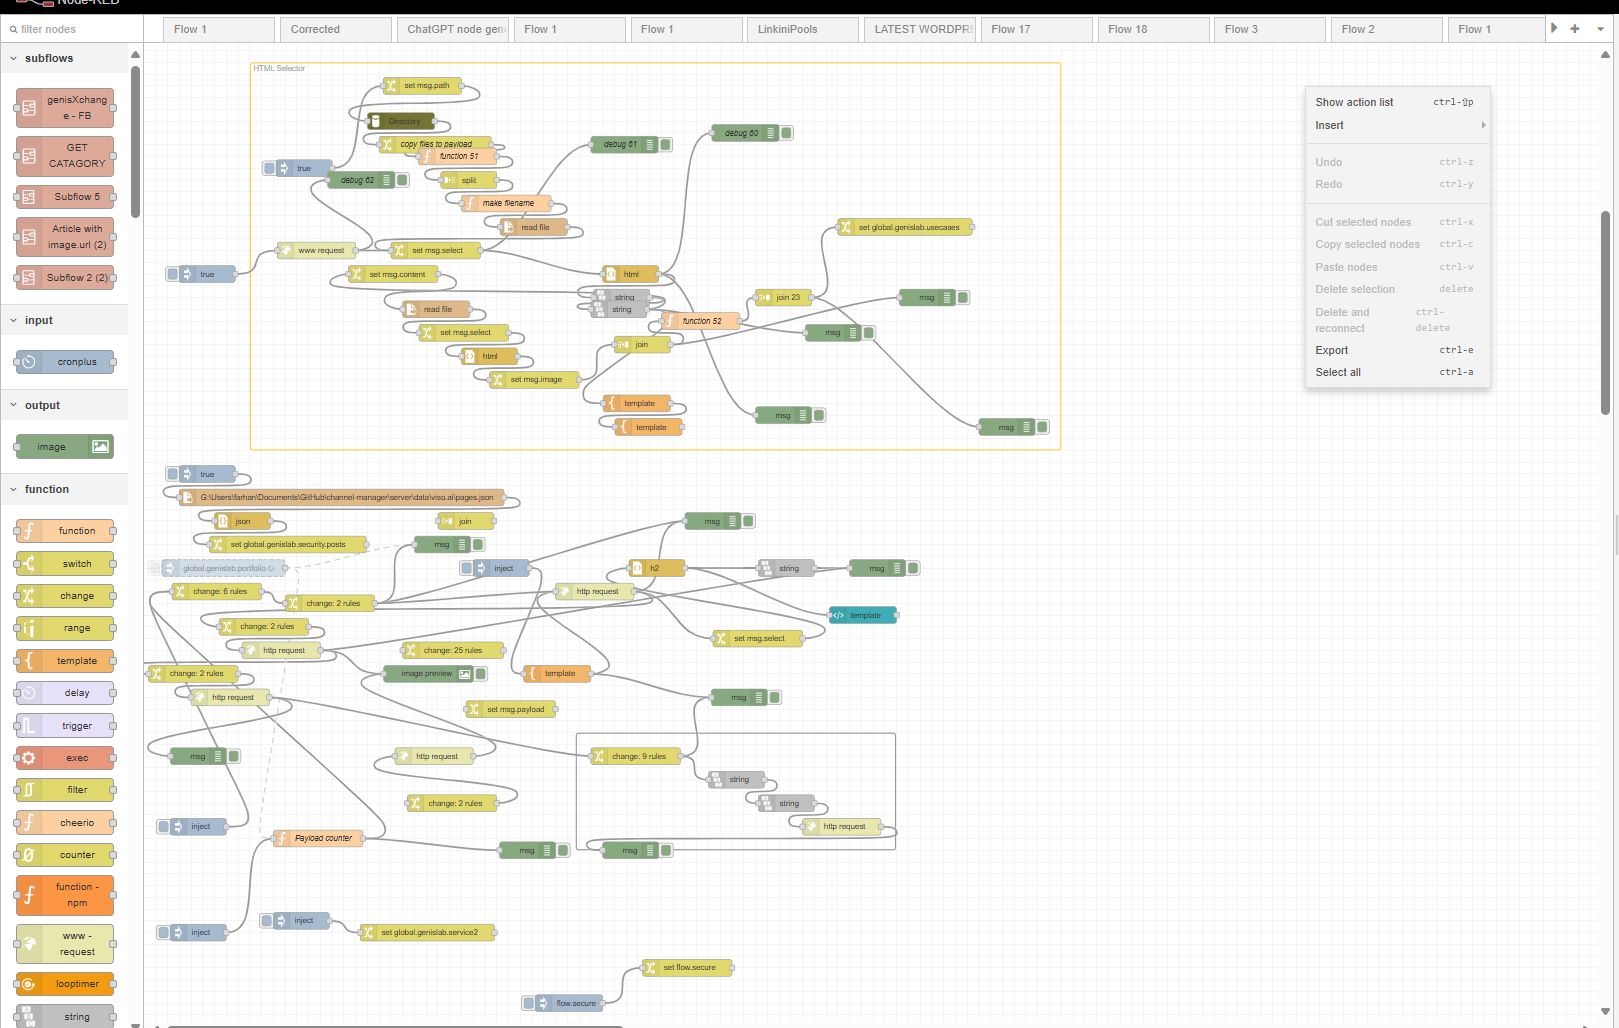 Node-RED
filter nodes
Flow 1
Corrected
ChatGPT node gen
Flow 1
Flow 1
LinkiniPools
LATEST WORDPR
Flow 17
Flow 18
Flow 3
Flow 2
Flow 1
subflows
genisXchang
e - FB
GET
CATAGORY
Subflow 5
Article with
image.url (2)
Subflow 2 (2)
input
cronplus
output
image
function
function
switch
change
range
template
delay
trigger
exec
filter
cheerio
counter
function -
npm
www -
request
looptimer
string
HTML Selector
set msg.path
Directory
copy files to payload
function 51
true
debug 62
split
make filename
read file
debug 61
debug 60
www request
set msg.select
true
set msg.content
html
string
string
set global.genislab.usecases
join 23
msg
function 52
msg
read file
set msg.select
join
html
set msg.image
template
template
msg
msg
true
G:\Users\farhan\Documents\GitHub\channel-manager\server\data\viso.ai\pages.json
json
join
msg
set global.genislab.security.posts
msg
global.genislab.portfolio ↻
inject
h2
string
msg
change: 6 rules
change: 2 rules
http request
template
change: 2 rules
set msg.select
http request
change: 25 rules
change: 2 rules
image preview
template
http request
set msg.payload
msg
msg
http request
change: 9 rules
string
change: 2 rules
string
inject
http request
Payload counter
msg
msg
inject
inject
set global.genislab.service2
set flow.secure
flow.secure
Show action list ctrl-⇧p
Insert
Undo ctrl-z
Redo ctrl-y
Cut selected nodes ctrl-x
Copy selected nodes ctrl-c
Paste nodes ctrl-v
Delete selection delete
Delete and ctrl-
reconnect delete
Export ctrl-e
Select all ctrl-a